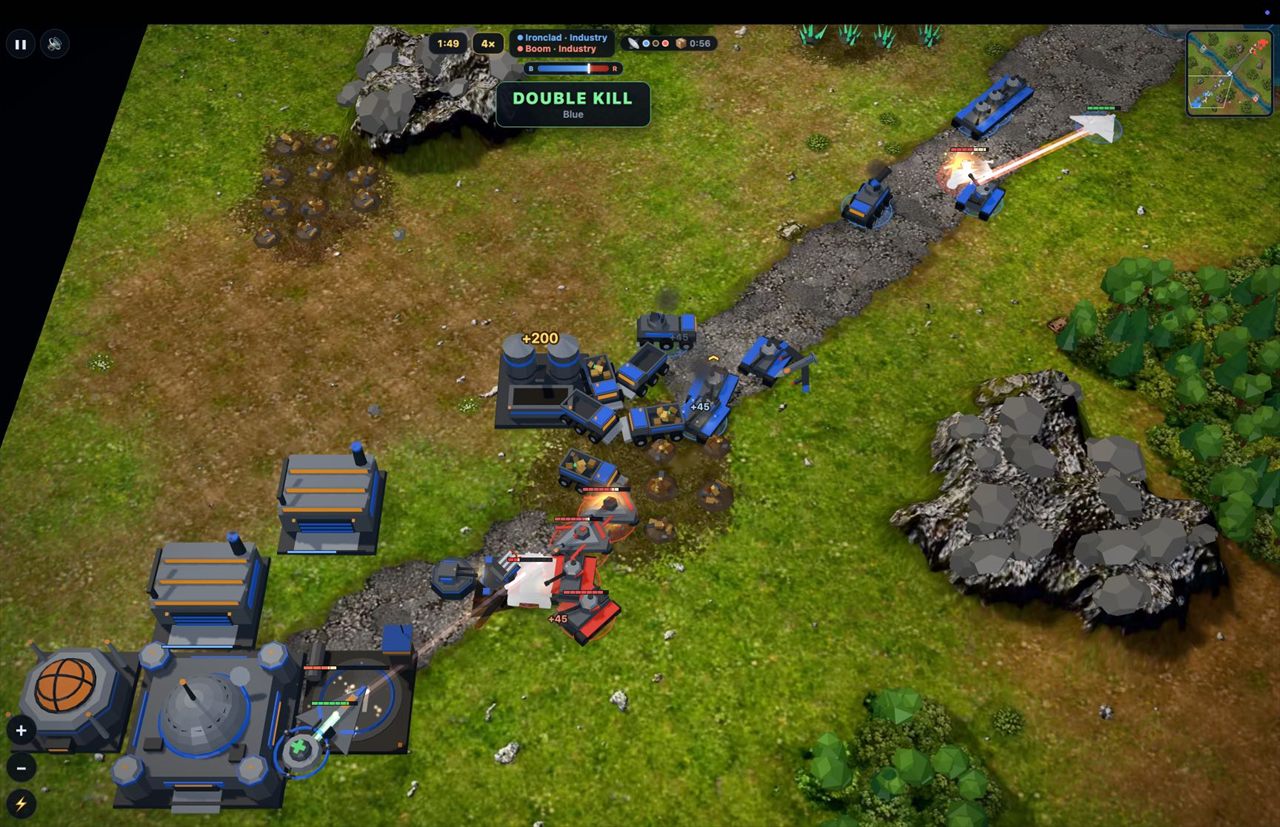 1:49
4×
Ironclad · Industry
Boom · Industry
0:56
B
R
DOUBLE KILL
Blue
+200
+45
+45
+45